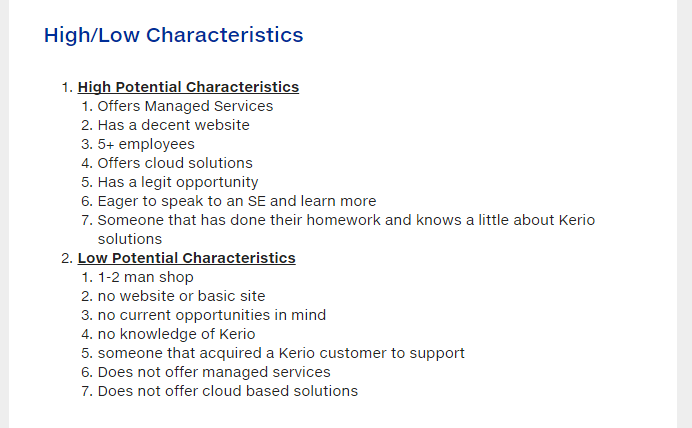 High/Low Characteristics
1. High Potential Characteristics
1. Offers Managed Services
2. Has a decent website
3. 5+ employees
4. Offers cloud solutions
5. Has a legit opportunity
6. Eager to speak to an SE and learn more
7. Someone that has done their homework and knows a little about Kerio
solutions
2. Low Potential Characteristics
1. 1-2 man shop
2. no website or basic site
3. no current opportunities in mind
4. no knowledge of Kerio
5. someone that acquired a Kerio customer to support
6. Does not offer managed services
7. Does not offer cloud based solutions